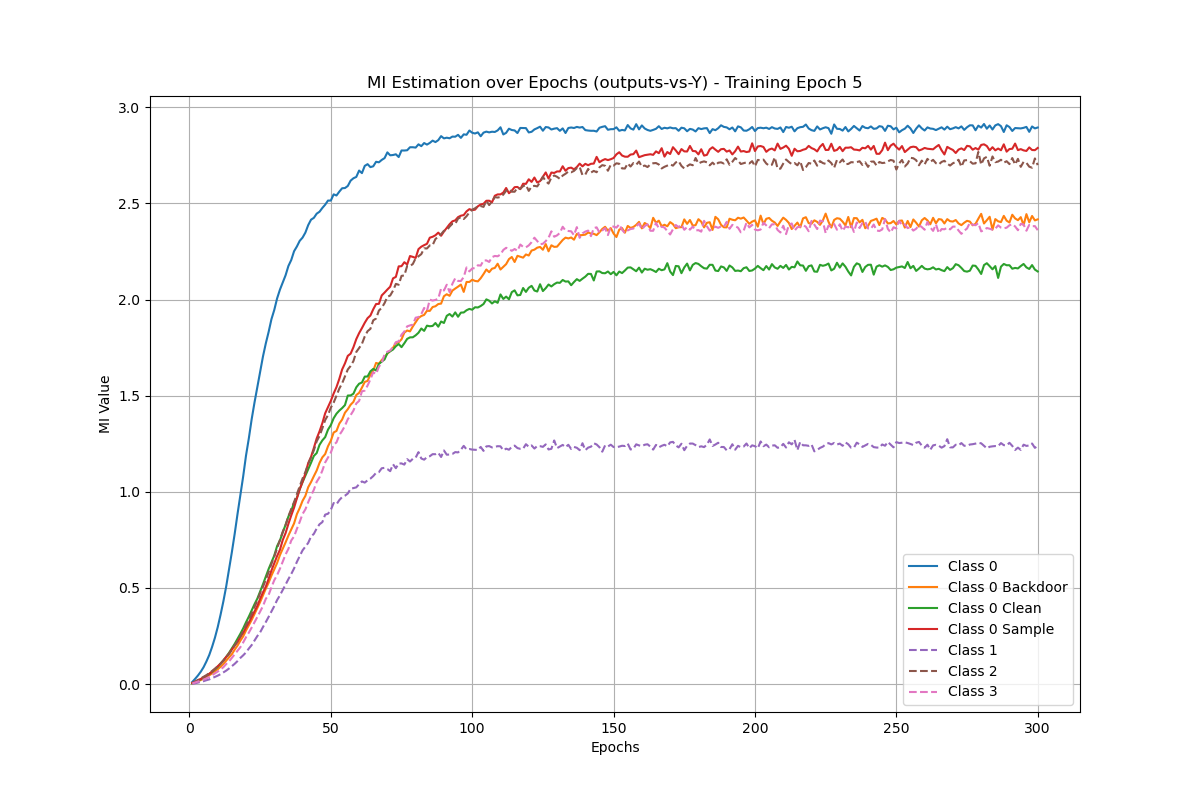 MI Estimation over Epochs (outputs-vs-Y) - Training Epoch 5
MI Value
3.0
2.5
2.0
1.5
1.0
0.5
0.0
0
50
100
150
200
250
300
Epochs
Class 0
Class 0 Backdoor
Class 0 Clean
Class 0 Sample
Class 1
Class 2
Class 3